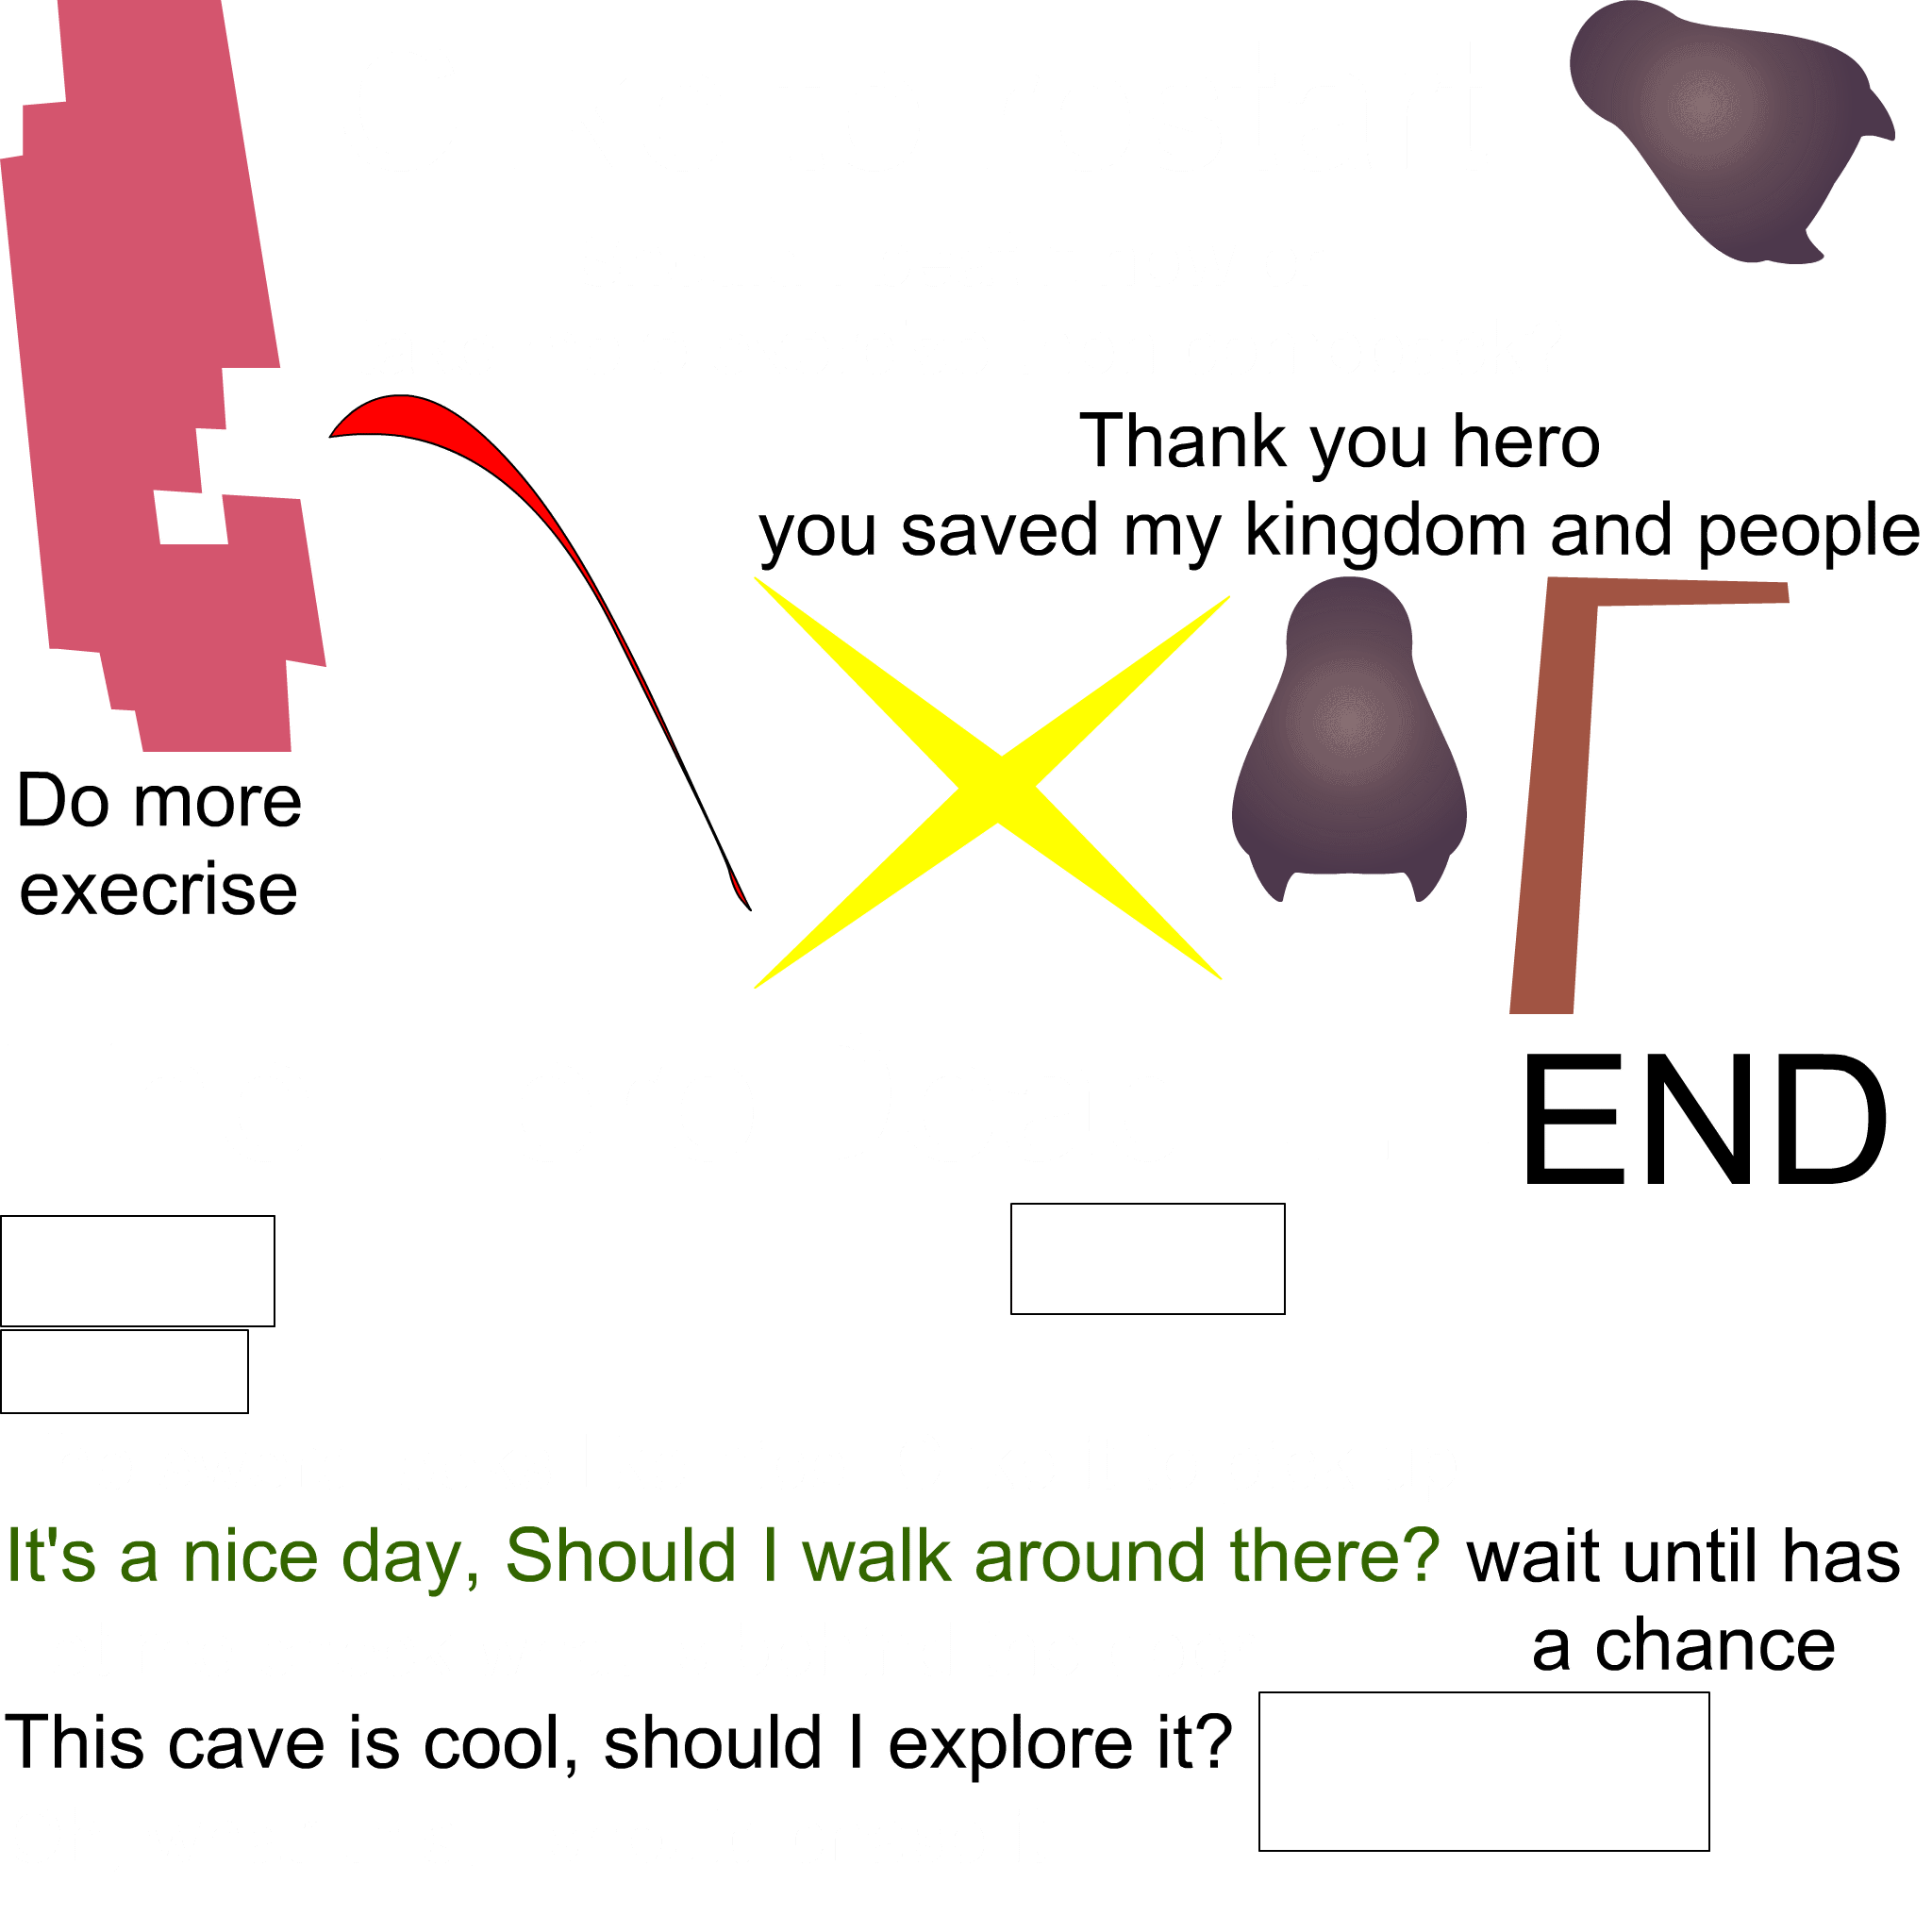 Thank you hero
you saved my kingdom and people
Do more
execrise
END
It's a nice day, Should I walk around there?
wait until has
a chance
This cave is cool, should I explore it?